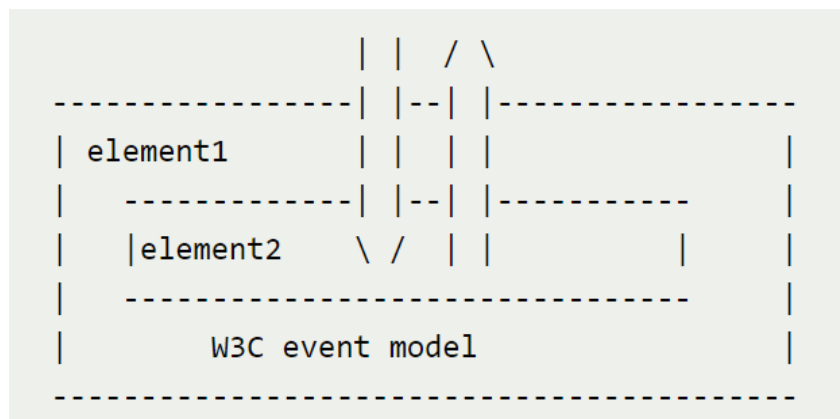 | |  / \
-----------------| |--| |-----------------
| element1       | |  | |                |
|   -------------| |--| |-----------     |
|   |element2    \ /  | |          |     |
|   --------------------------------     |
|        W3C event model                 |
------------------------------------------